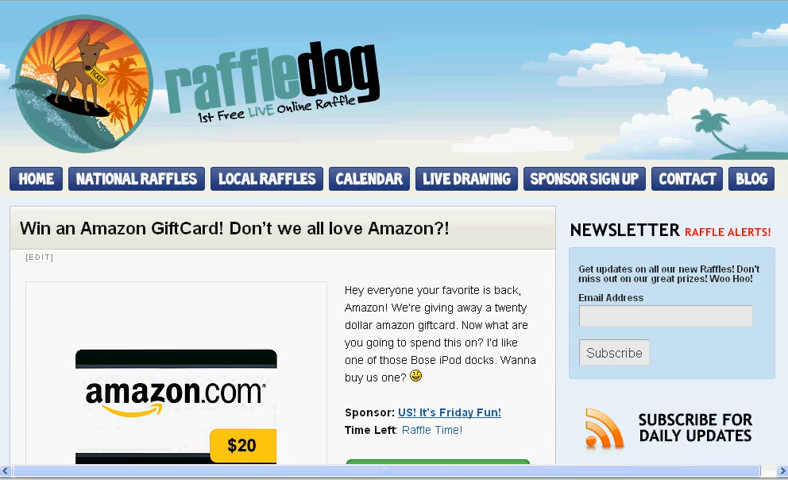 TICKET
raffledog
1st Free LIVE Online Raffle
HOME NATIONAL RAFFLES LOCAL RAFFLES CALENDAR LIVE DRAWING SPONSOR SIGN UP CONTACT BLOG
Win an Amazon GiftCard! Don't we all love Amazon?!
[EDIT]
Hey everyone your favorite is back,
Amazon! We're giving away a twenty
dollar amazon giftcard. Now what are
you going to spend this on? I'd like
one of those Bose iPod docks. Wanna
buy us one?
Sponsor: US! It's Friday Fun!
Time Left: Raffle Time!
amazon.com
$20
NEWSLETTER RAFFLE ALERTS!
Get updates on all our new Raffles! Don't
miss out on our great prizes! Woo Hoo!
Email Address
Subscribe
SUBSCRIBE FOR
DAILY UPDATES